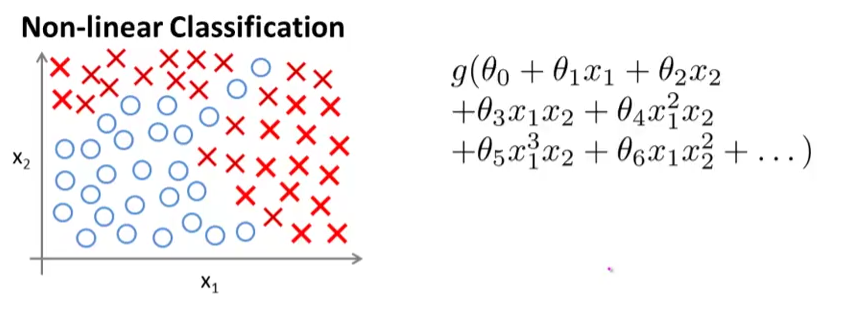 Non-linear Classification
x₂
x₁
g(θ₀ + θ₁x₁ + θ₂x₂
+θ₃x₁x₂ + θ₄x₁²x₂
+θ₅x₁³x₂ + θ₆x₁x₂² + . . . )